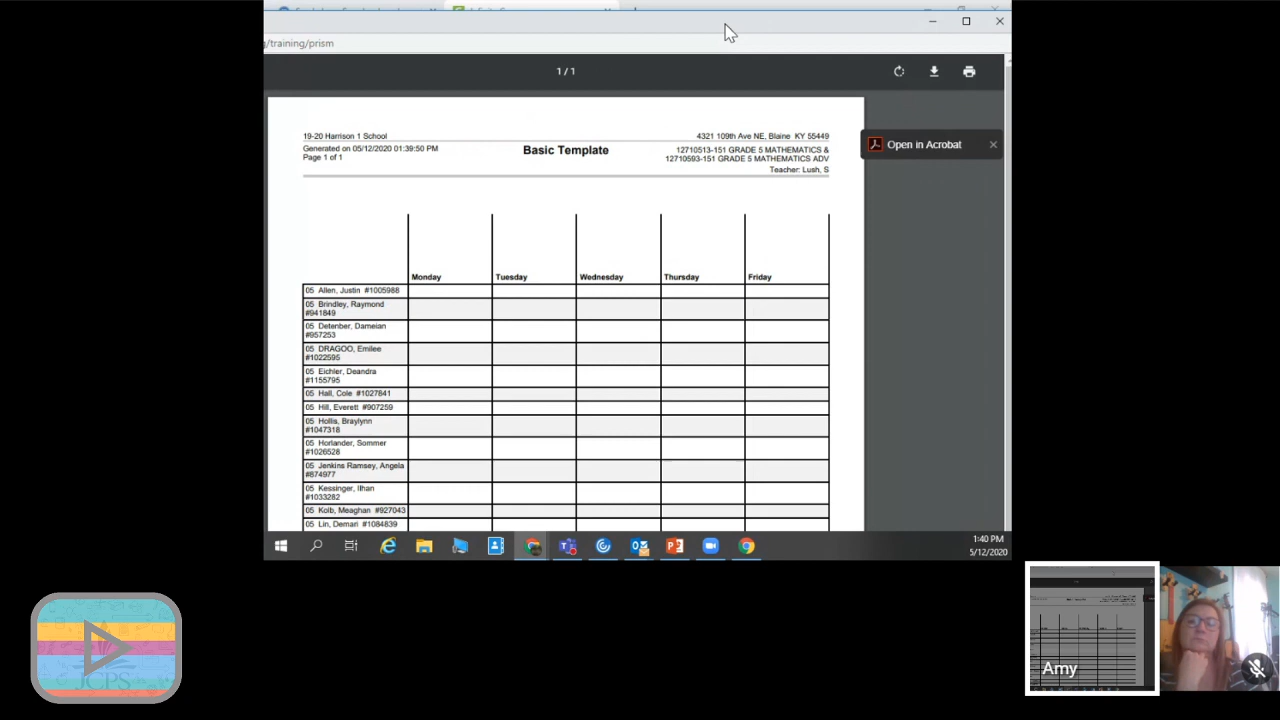 g/training/prism
1 / 1
Open in Acrobat
19-20 Harrison 1 School
4321 109th Ave NE, Blaine KY 55449
Generated on 05/12/2020 01:39:50 PM
Page 1 of 1
Basic Template
12710513-151 GRADE 5 MATHEMATICS &
12710593-151 GRADE 5 MATHEMATICS ADV
Teacher: Lush, S
Monday Tuesday Wednesday Thursday Friday
05 Allen, Justin #1005988
05 Brindley, Raymond
#941849
05 Detenber, Dameian
#957253
05 DRAGOO, Emilee
#1022595
05 Eichler, Deandra
#1155795
05 Hall, Cole #1027841
05 Hill, Everett #907259
05 Hollis, Braylynn
#1047318
05 Horlander, Sommer
#1026528
05 Jenkins Ramsey, Angela
#874977
05 Kessinger, Ilhan
#1033282
05 Kolb, Meaghan #927043
05 Lin, Demari #1084839
1:40 PM
5/12/2020
Amy
JCPS